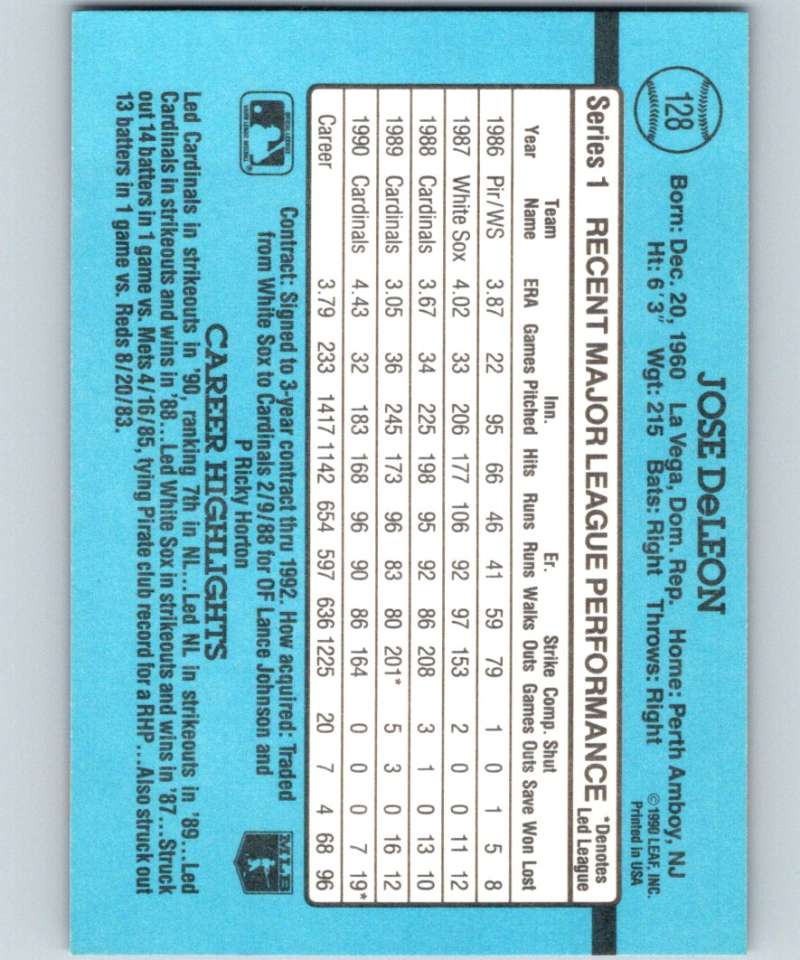 128
JOSE DeLEON
Born: Dec. 20, 1960 La Vega, Dom. Rep. Home: Perth Amboy, NJ
Ht: 6'3" Wgt: 215 Bats: Right Throws: Right
©1990 LEAF, INC.
Printed in USA
Series 1 RECENT MAJOR LEAGUE PERFORMANCE *Denotes Led League
Year Team Name ERA Games Inn. Pitched Hits Runs Er. Runs Walks Strike Outs Comp. Games Shut Outs Save Won Lost
1986 Pir/WS 3.87 22 95 66 46 41 59 79 1 0 1 5 8
1987 White Sox 4.02 33 206 177 106 92 97 153 2 0 0 11 12
1988 Cardinals 3.67 34 225 198 95 92 86 208 3 1 0 13 10
1989 Cardinals 3.05 36 245 173 96 83 80 201* 5 3 0 16 12
1990 Cardinals 4.43 32 183 168 96 90 86 164 0 0 0 7 19*
Career 3.79 233 1417 1142 654 597 636 1225 20 7 4 68 96
Contract: Signed to 3-year contract thru 1992. How acquired: Traded
from White Sox to Cardinals 2/9/88 for OF Lance Johnson and
P Ricky Horton
MLB
CAREER HIGHLIGHTS
Led Cardinals in strikeouts in '90, ranking 7th in NL...Led NL in strikeouts in '89...Led
Cardinals in strikeouts and wins in '88...Led White Sox in strikeouts and wins in '87...Struck
out 14 batters in 1 game vs. Mets 4/16/85, tying Pirate club record for a RHP...Also struck out
13 batters in 1 game vs. Reds 8/20/83.